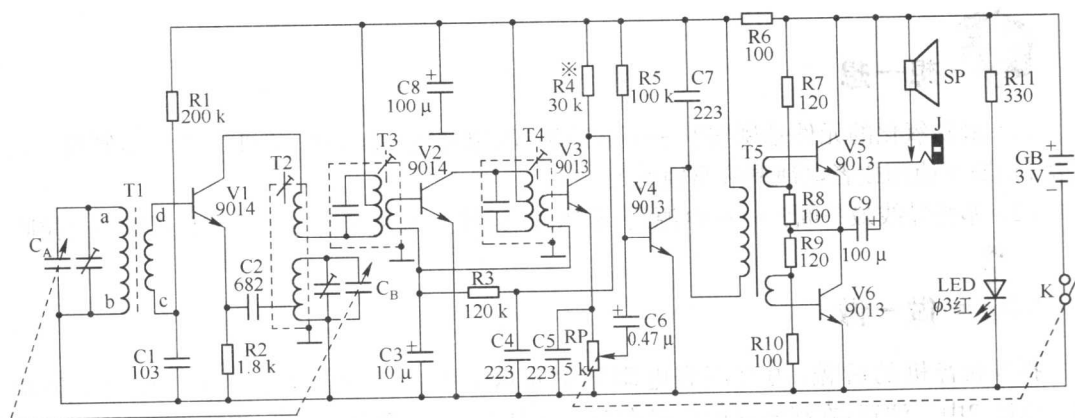 R1
200 k
T1
a
d
b
c
C_A
C1
103
V1
9014
C2
682
R2
1.8 k
T2
C_B
T3
C8
100 μ
+
V2
9014
R3
120 k
C3
10 μ
+
T4
※
R4
30 k
V3
9013
C4
223
C5
223
RP
5 k
R5
100 k
C6
0.47 μ
+
V4
9013
C7
223
R6
100
T5
R7
120
R8
100
R9
120
R10
100
V5
9013
V6
9013
C9
100 μ
+
SP
J
R11
330
LED
φ3红
GB
3 V
+
−
K